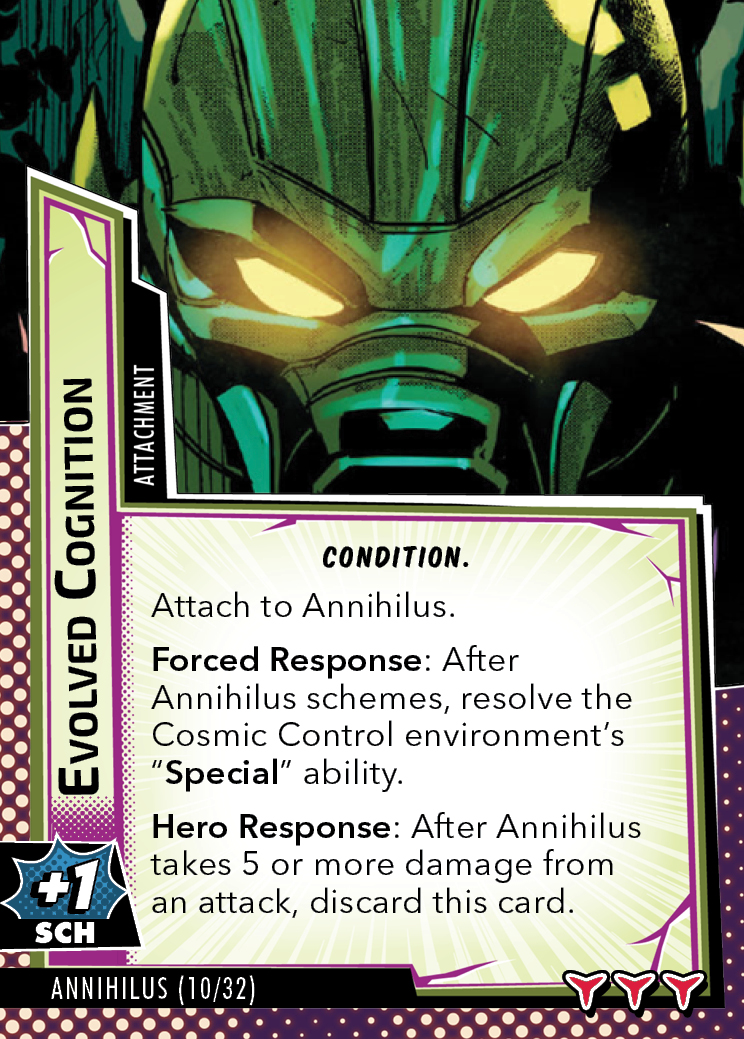 EVOLVED COGNITION
ATTACHMENT
CONDITION.
Attach to Annihilus.
Forced Response: After
Annihilus schemes, resolve the
Cosmic Control environment’s
“Special” ability.
Hero Response: After Annihilus
takes 5 or more damage from
an attack, discard this card.
+1
SCH
ANNIHILUS (10/32)